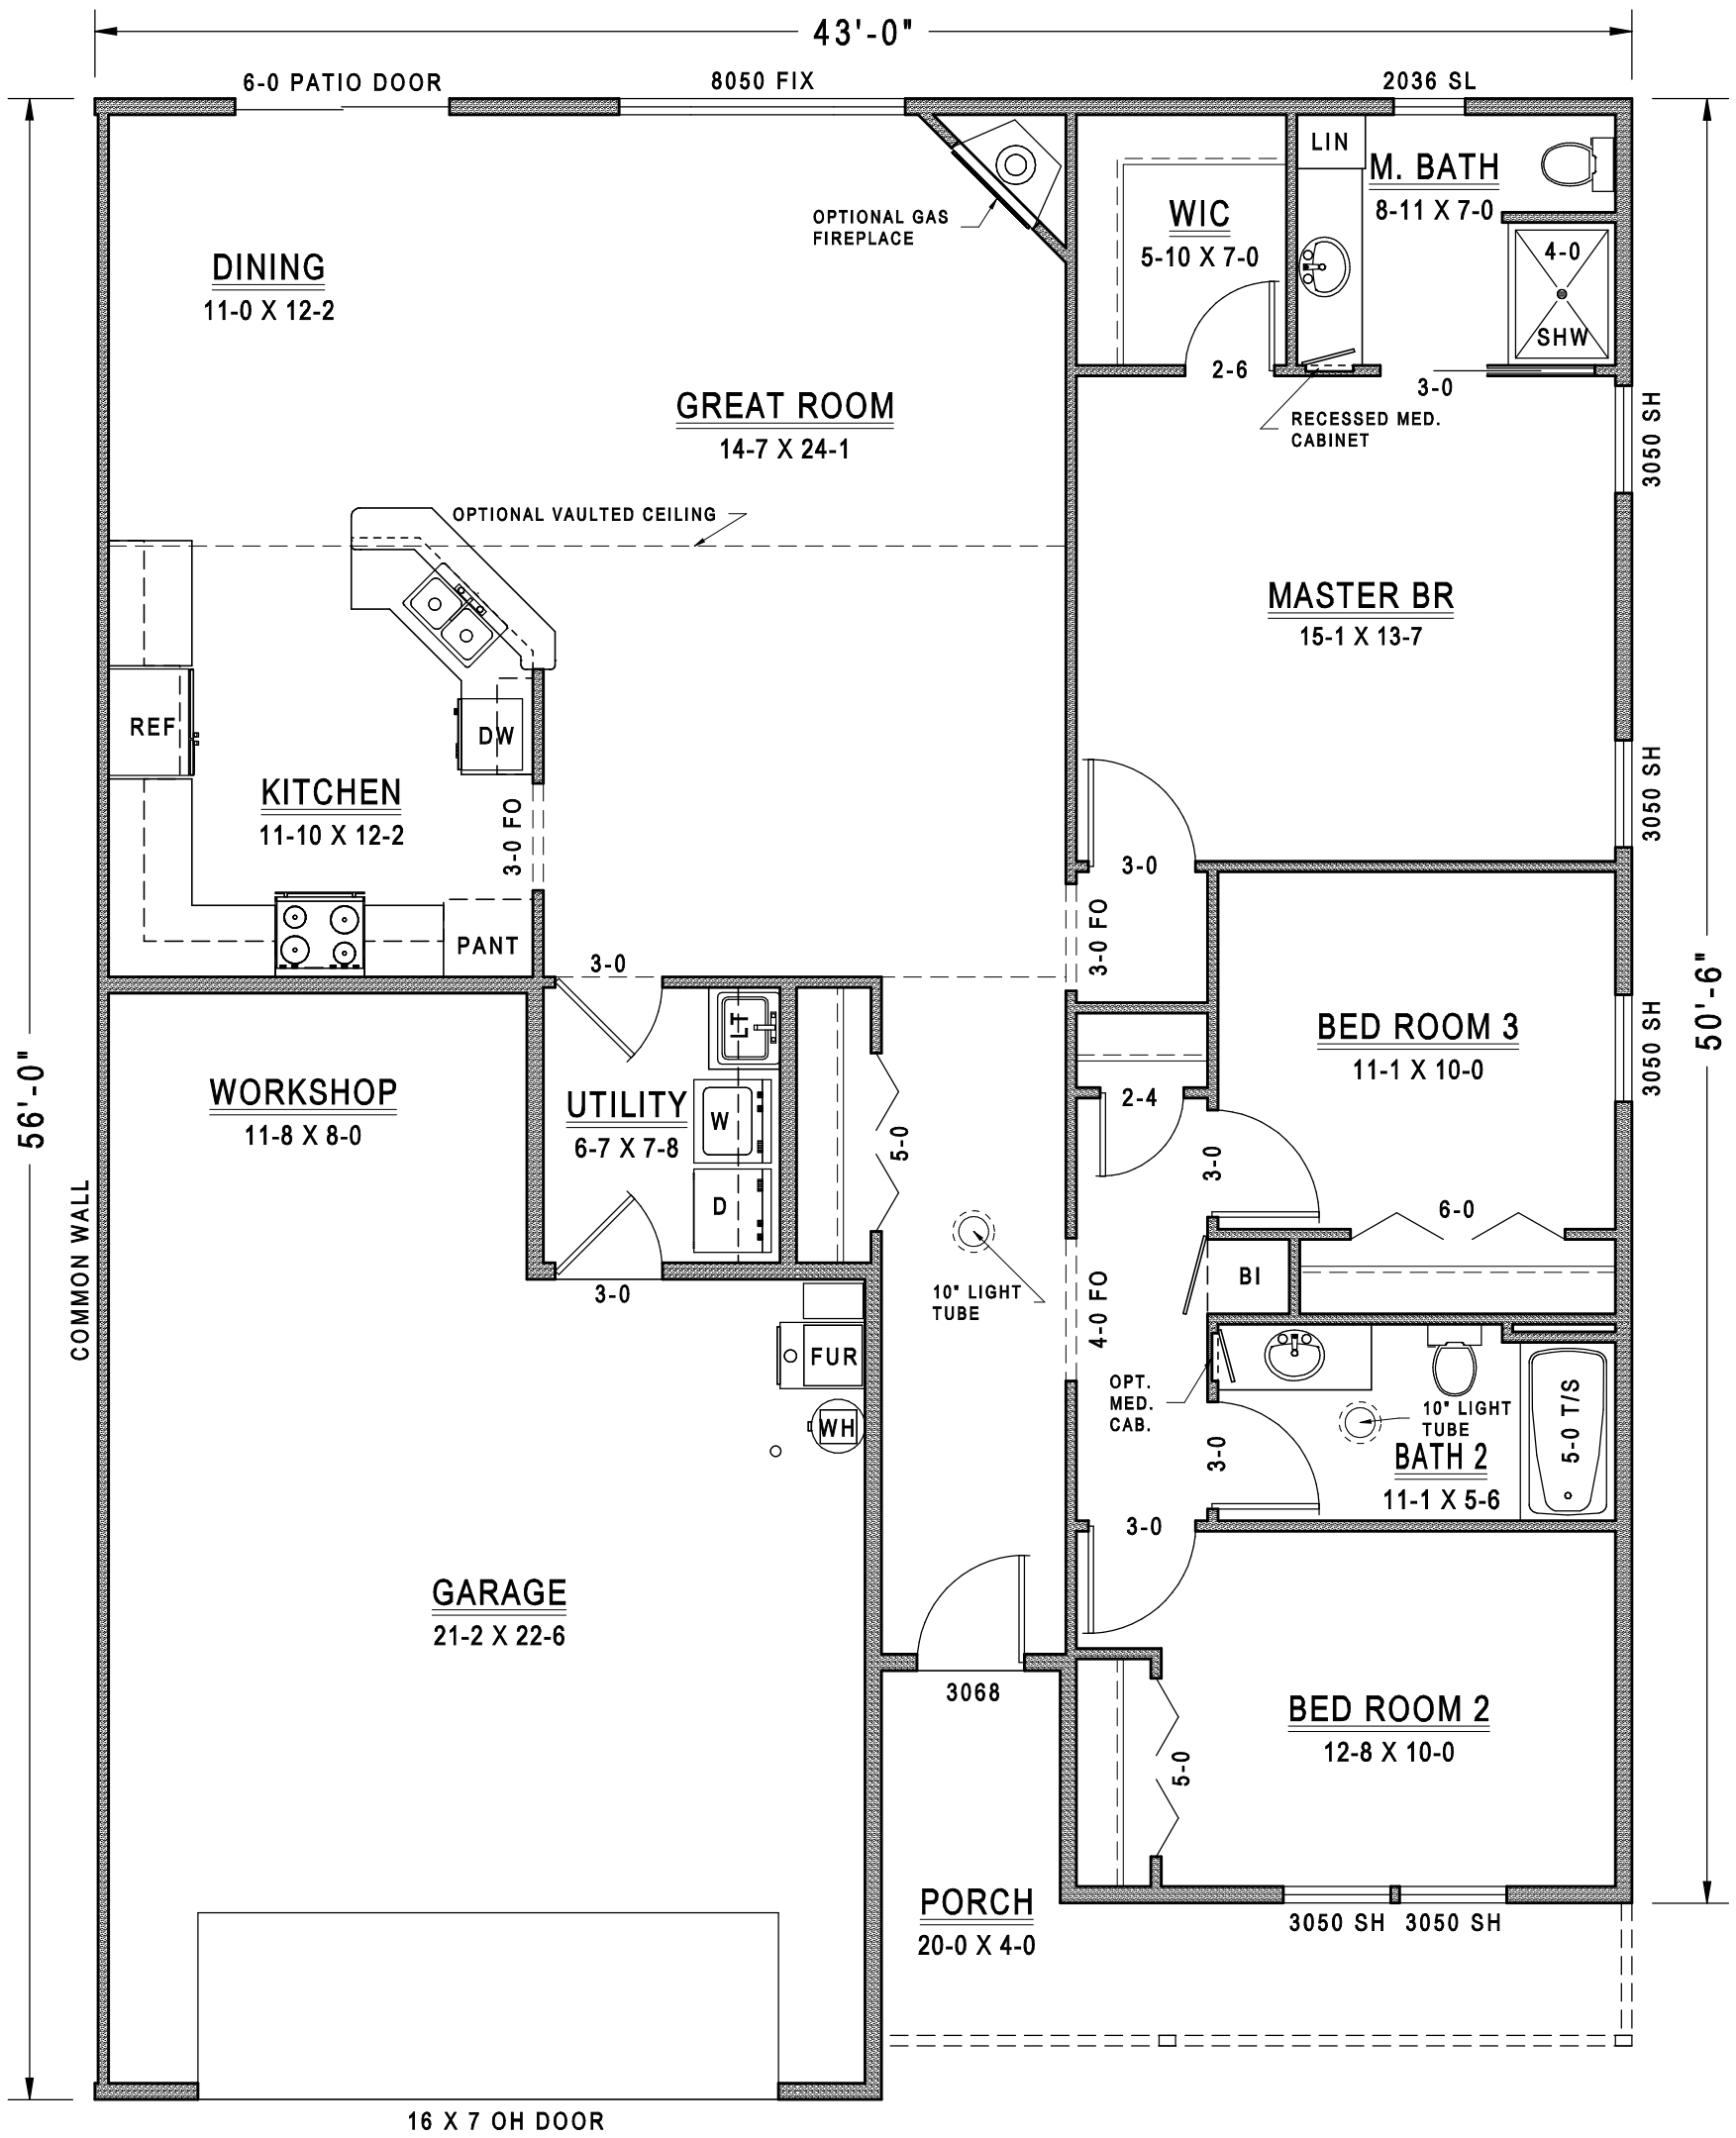 43'-0"
6-0 PATIO DOOR
8050 FIX
2036 SL
LIN
M. BATH
8-11 X 7-0
WIC
5-10 X 7-0
OPTIONAL GAS
FIREPLACE
4-0
SHW
DINING
11-0 X 12-2
2-6
3-0
RECESSED MED.
CABINET
3050 SH
GREAT ROOM
14-7 X 24-1
OPTIONAL VAULTED CEILING
MASTER BR
15-1 X 13-7
REF
DW
KITCHEN
11-10 X 12-2
3-0 FO
3050 SH
3-0
3-0 FO
PANT
3-0
56'-0"
50'-6"
LT
BED ROOM 3
11-1 X 10-0
3050 SH
WORKSHOP
11-8 X 8-0
UTILITY
6-7 X 7-8
W
D
5-0
2-4
3-0
6-0
COMMON WALL
3-0
10" LIGHT
TUBE
4-0 FO
BI
FUR
WH
OPT.
MED.
CAB.
10" LIGHT
TUBE
BATH 2
11-1 X 5-6
5-0 T/S
3-0
3-0
GARAGE
21-2 X 22-6
3068
BED ROOM 2
12-8 X 10-0
5-0
PORCH
20-0 X 4-0
3050 SH
3050 SH
16 X 7 OH DOOR